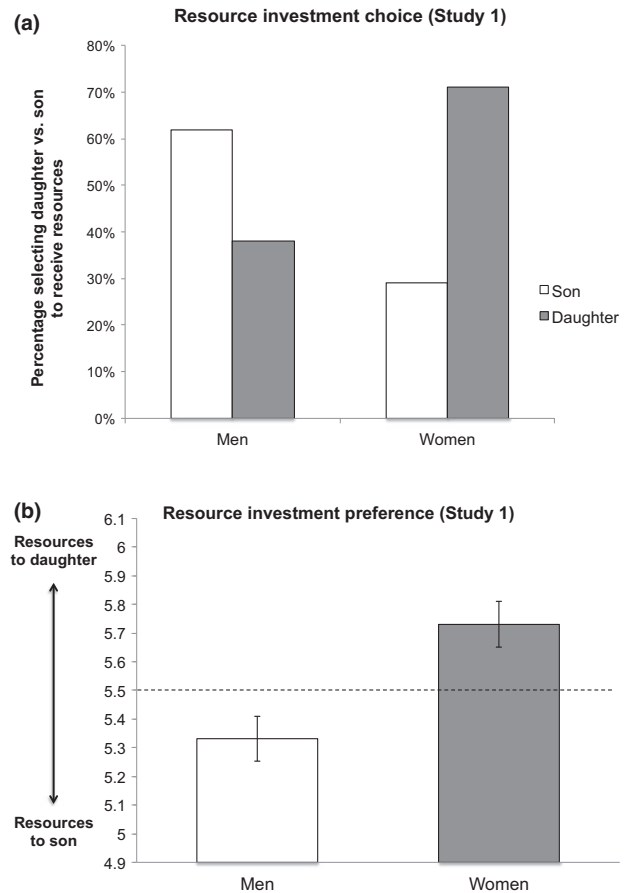 (a)
Resource investment choice (Study 1)
Percentage selecting daughter vs. son
to receive resources
80%
70%
60%
50%
40%
30%
20%
10%
0%
Men
Women
Son
Daughter
(b)
Resource investment preference (Study 1)
Resources
to daughter
Resources
to son
6.1
6
5.9
5.8
5.7
5.6
5.5
5.4
5.3
5.2
5.1
5
4.9
Men
Women